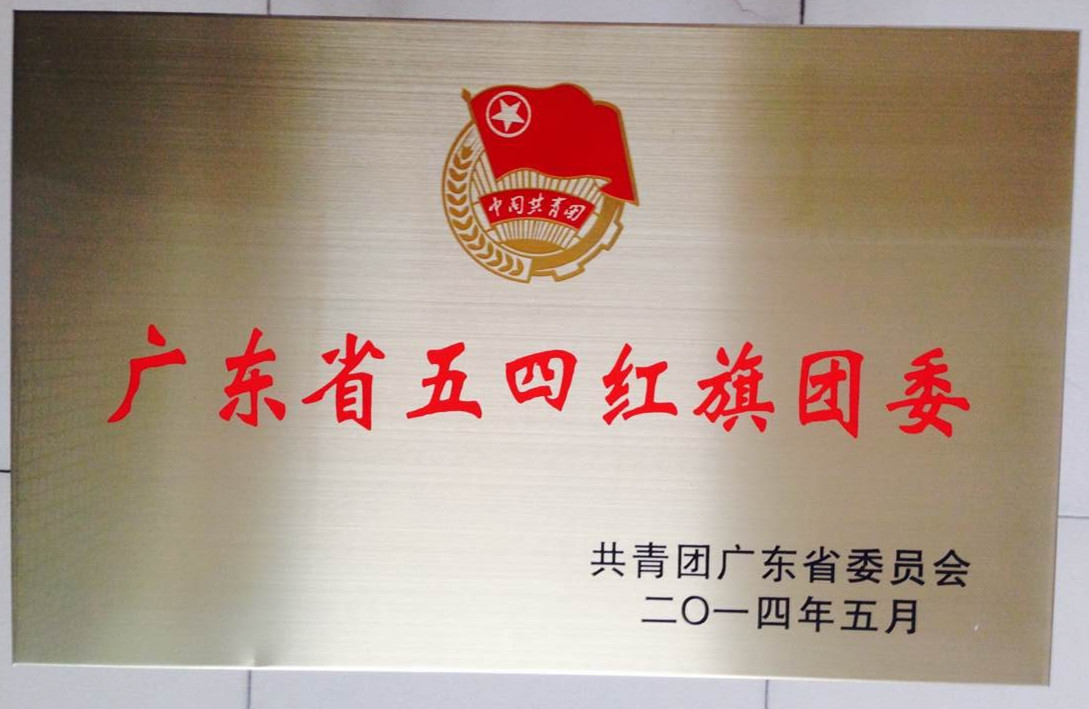 中国共青团
广东省五四红旗团委
共青团广东省委员会
二〇一四年五月